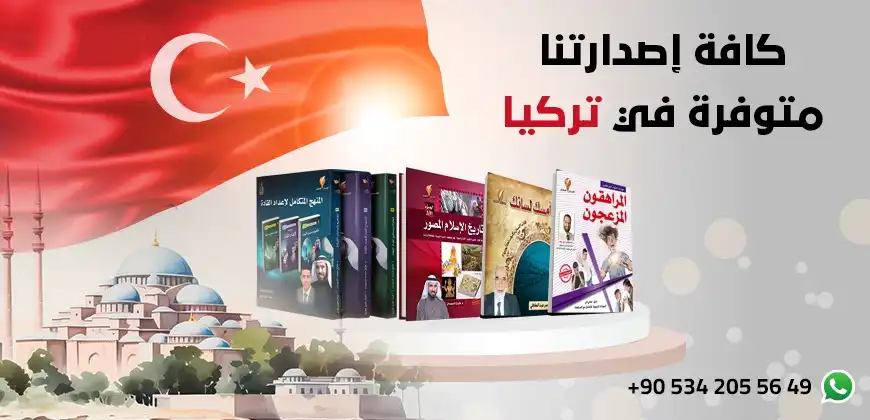 كافة إصدارتنا
متوفرة في تركيا
المنهج المتكامل لإعداد القادة
تاريخ الإسلام المصور
أمسك لسانك
المراهقون
المزعجون
+90 534 205 56 49